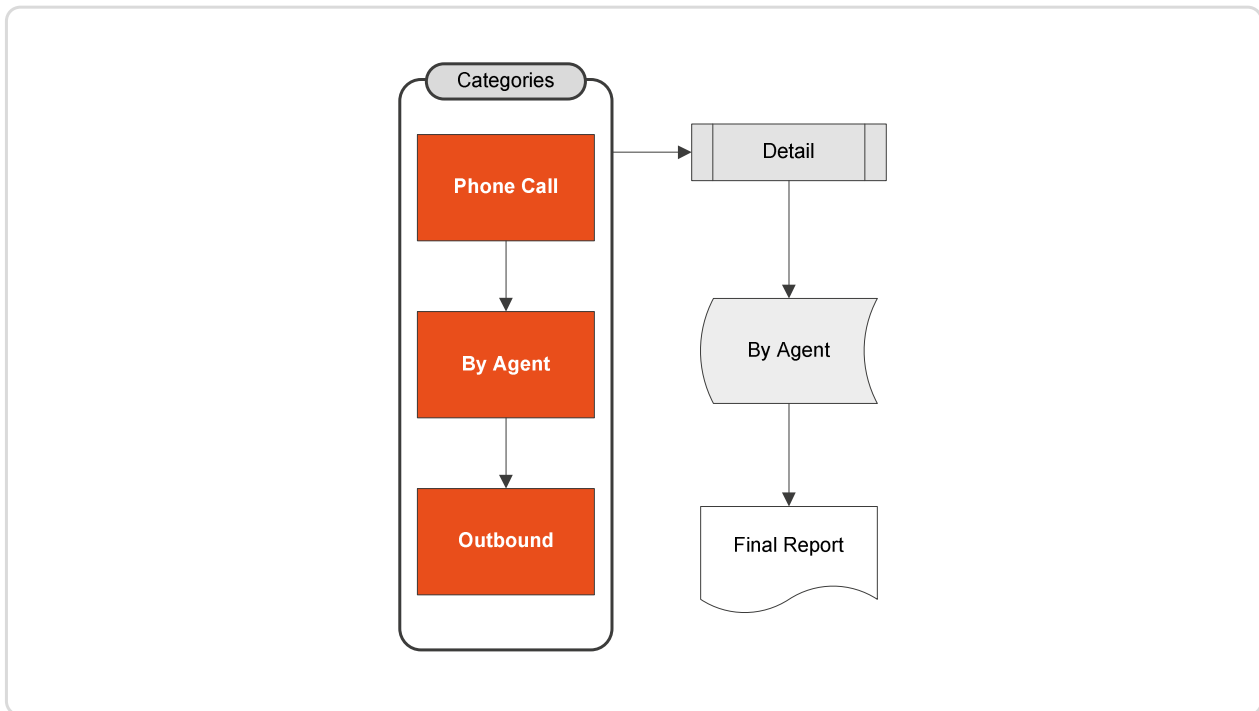 Categories
Phone Call
By Agent
Outbound
Detail
By Agent
Final Report